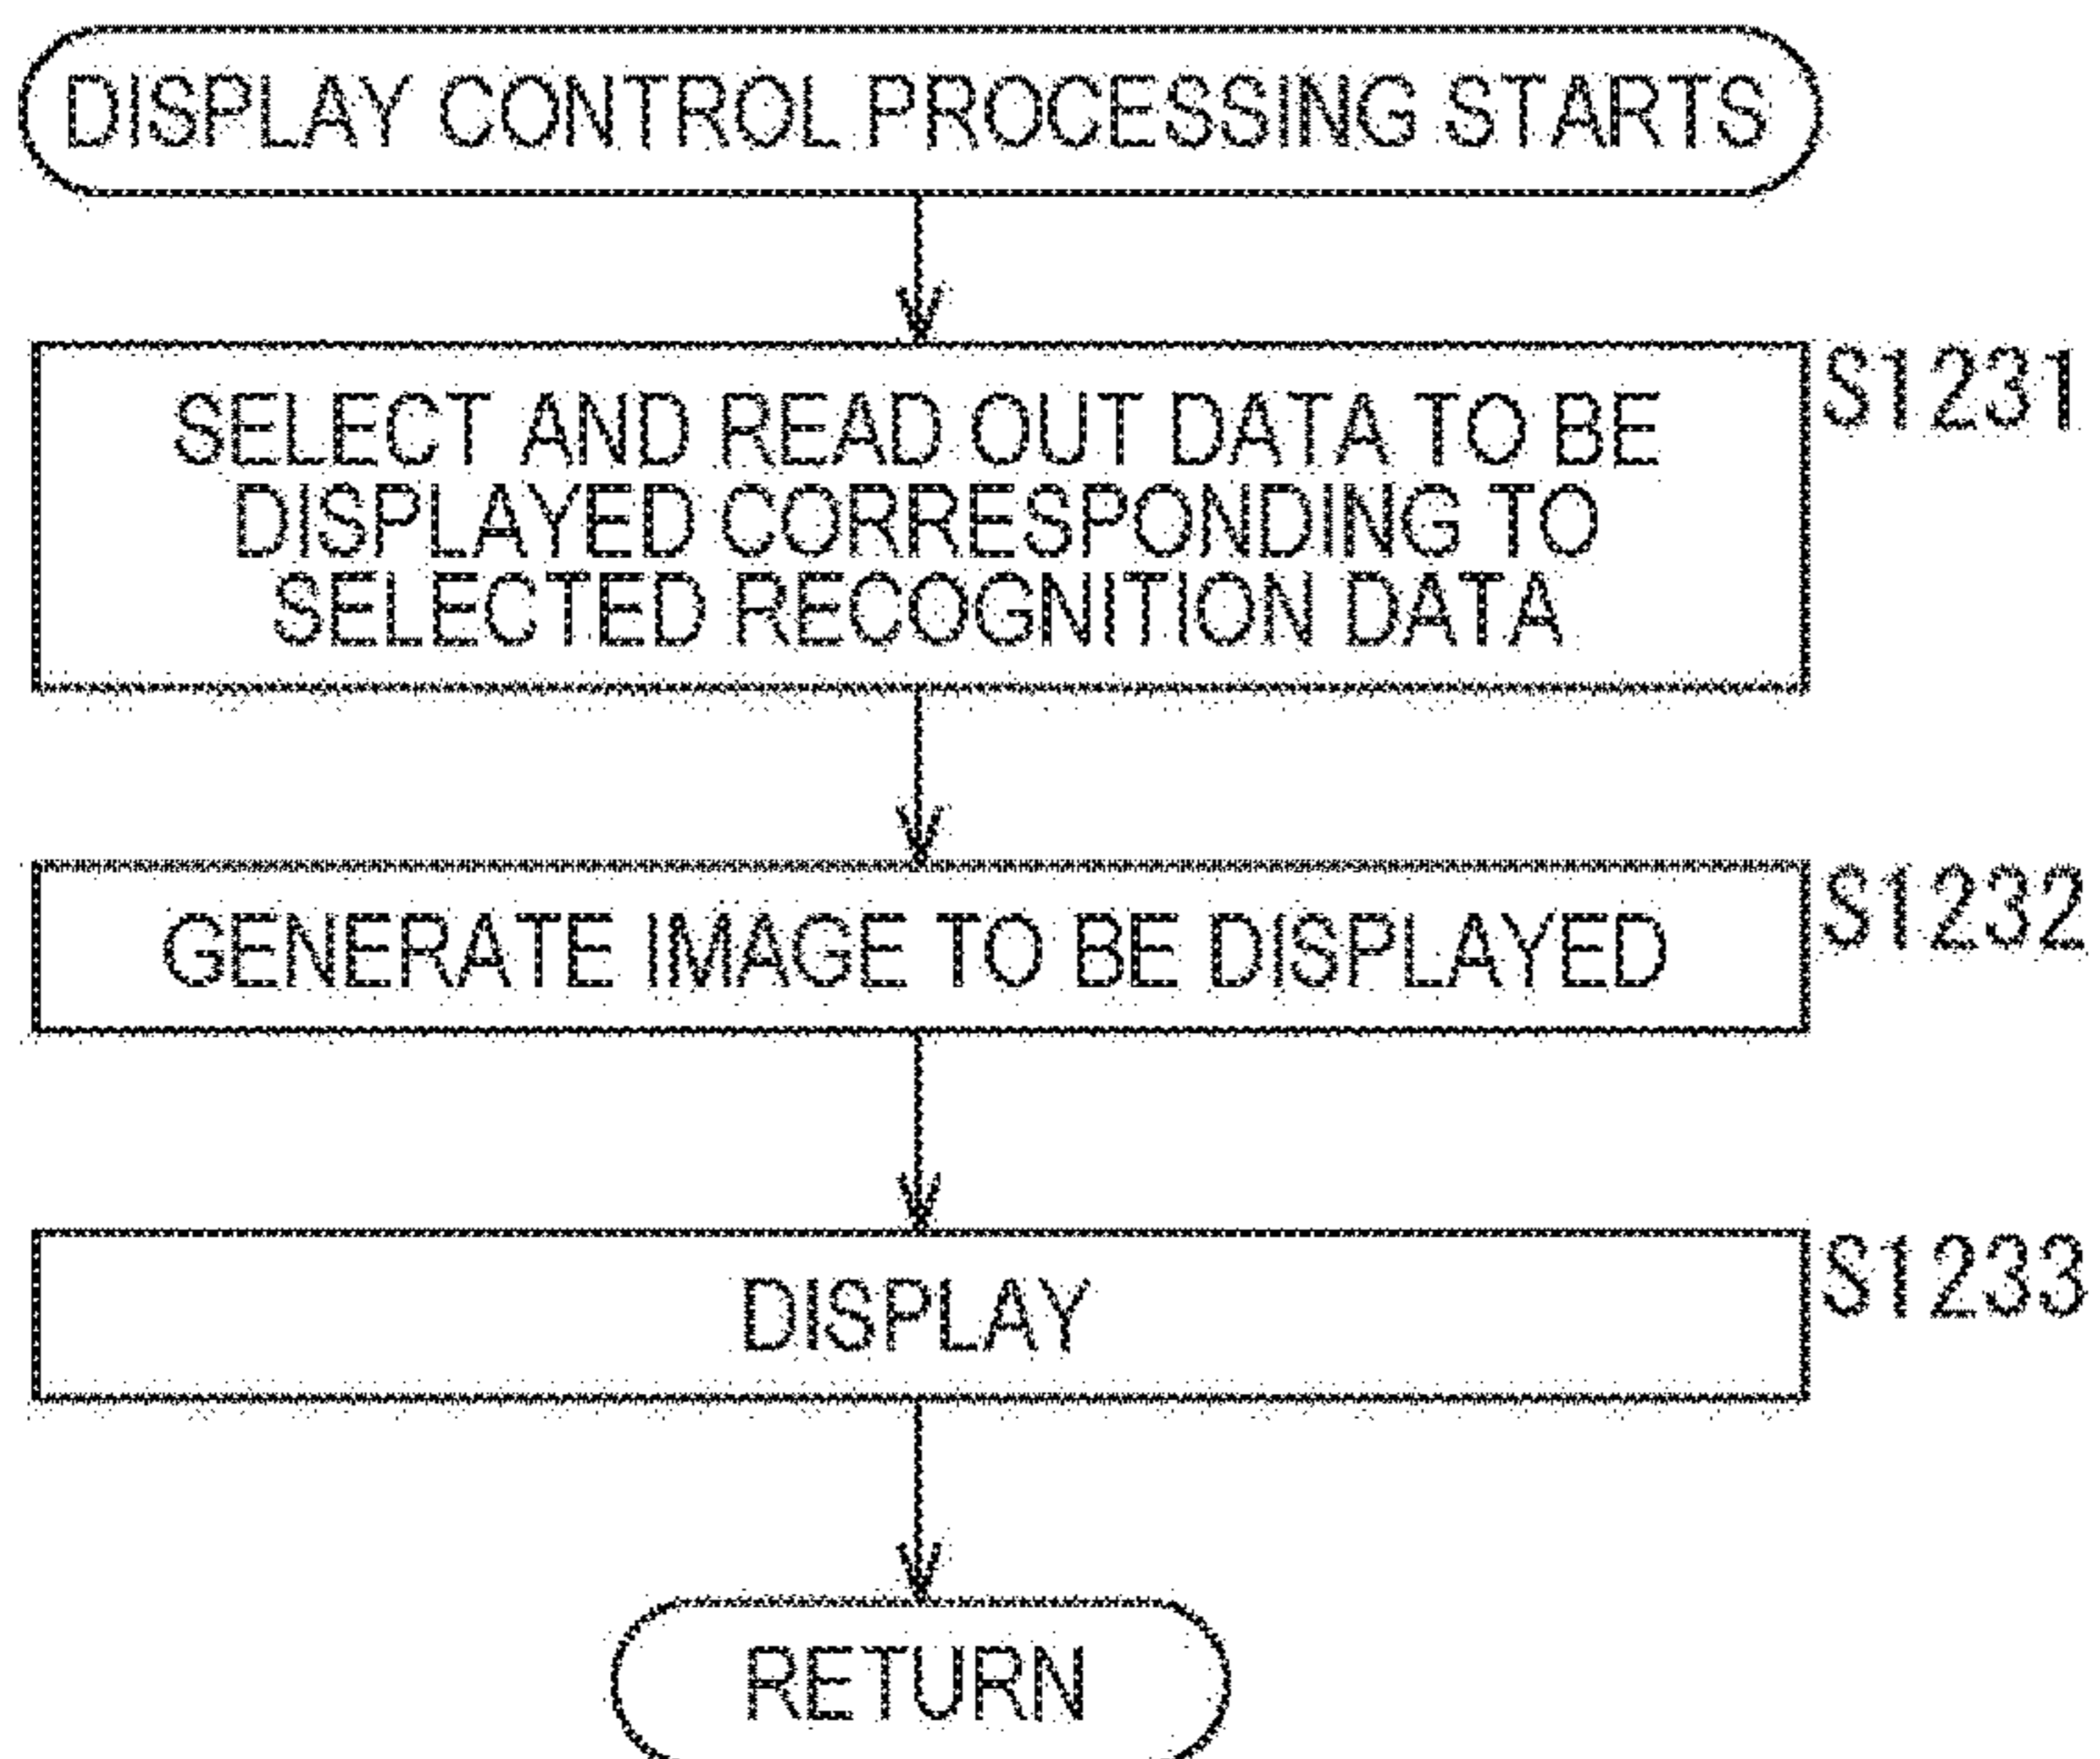 DISPLAY CONTROL PROCESSING STARTS
SELECT AND READ OUT DATA TO BE
DISPLAYED CORRESPONDING TO
SELECTED RECOGNITION DATA
S1231
GENERATE IMAGE TO BE DISPLAYED
S1232
DISPLAY
S1233
RETURN